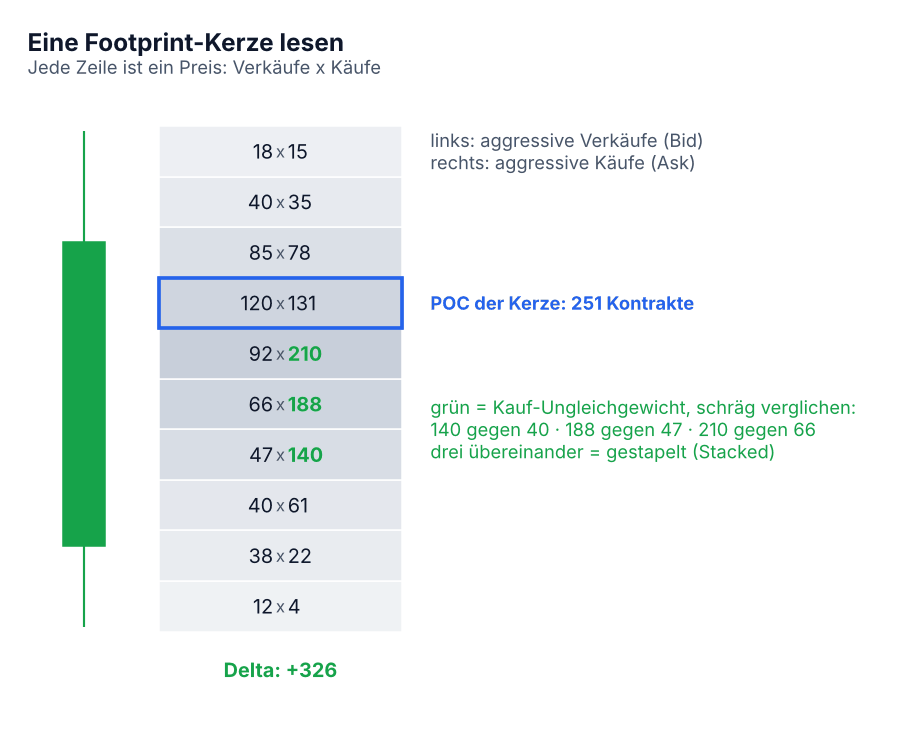 Eine Footprint-Kerze lesen
Jede Zeile ist ein Preis: Verkäufe x Käufe
18 x 15
links: aggressive Verkäufe (Bid)
rechts: aggressive Käufe (Ask)
40 x 35
85 x 78
120 x 131
POC der Kerze: 251 Kontrakte
92 x 210
66 x 188
grün = Kauf-Ungleichgewicht, schräg verglichen:
140 gegen 40 · 188 gegen 47 · 210 gegen 66
drei übereinander = gestapelt (Stacked)
47 x 140
40 x 61
38 x 22
12 x 4
Delta: +326